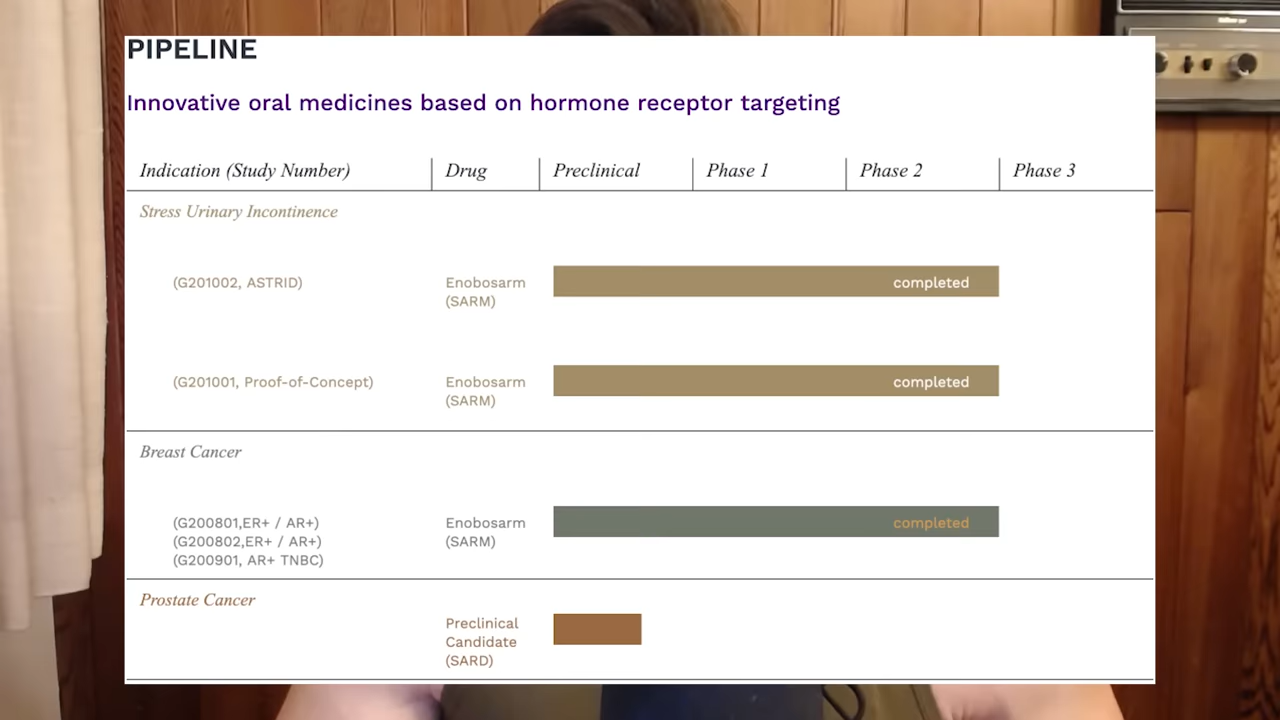 PIPELINE
Innovative oral medicines based on hormone receptor targeting
Indication (Study Number) Drug Preclinical Phase 1 Phase 2 Phase 3
Stress Urinary Incontinence
(G201002, ASTRID) Enobosarm completed
(SARM)
(G201001, Proof-of-Concept) Enobosarm completed
(SARM)
Breast Cancer
(G200801,ER+ / AR+) Enobosarm completed
(G200802,ER+ / AR+) (SARM)
(G200901, AR+ TNBC)
Prostate Cancer
Preclinical
Candidate
(SARD)